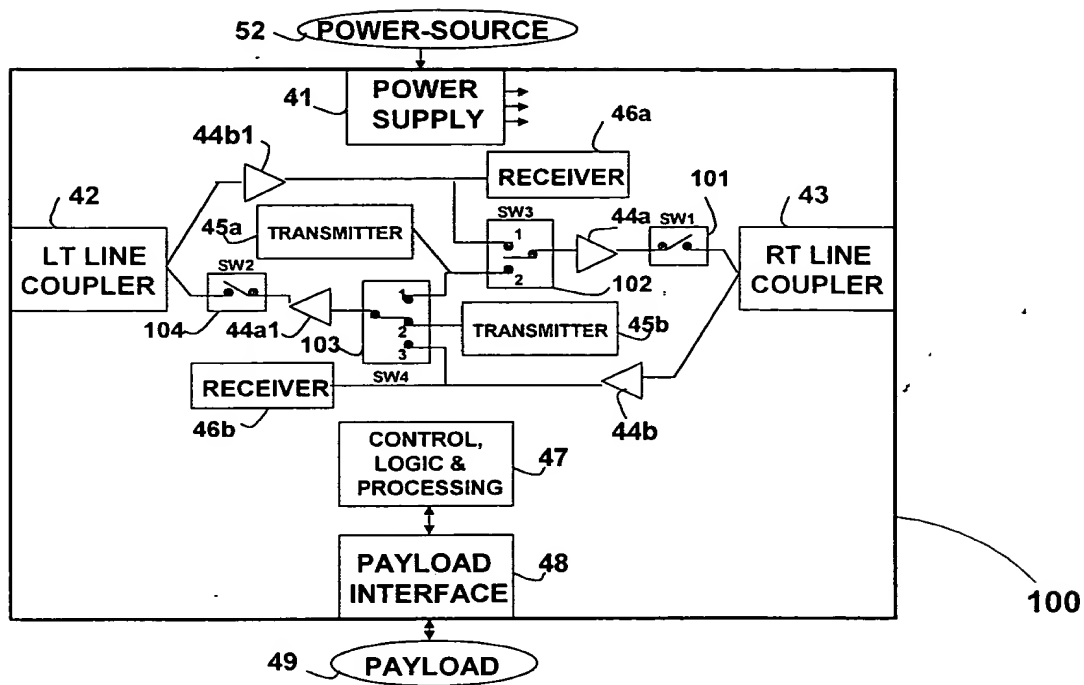 52 POWER-SOURCE
41 POWER SUPPLY
44b1
46a
RECEIVER
42
LT LINE COUPLER
45a TRANSMITTER
SW3
1
2
102
44a
SW1
101
43
RT LINE COUPLER
SW2
104
44a1
103
1
2
3
SW4
TRANSMITTER
45b
RECEIVER
46b
44b
CONTROL, LOGIC & PROCESSING
47
PAYLOAD INTERFACE
48
100
49 PAYLOAD